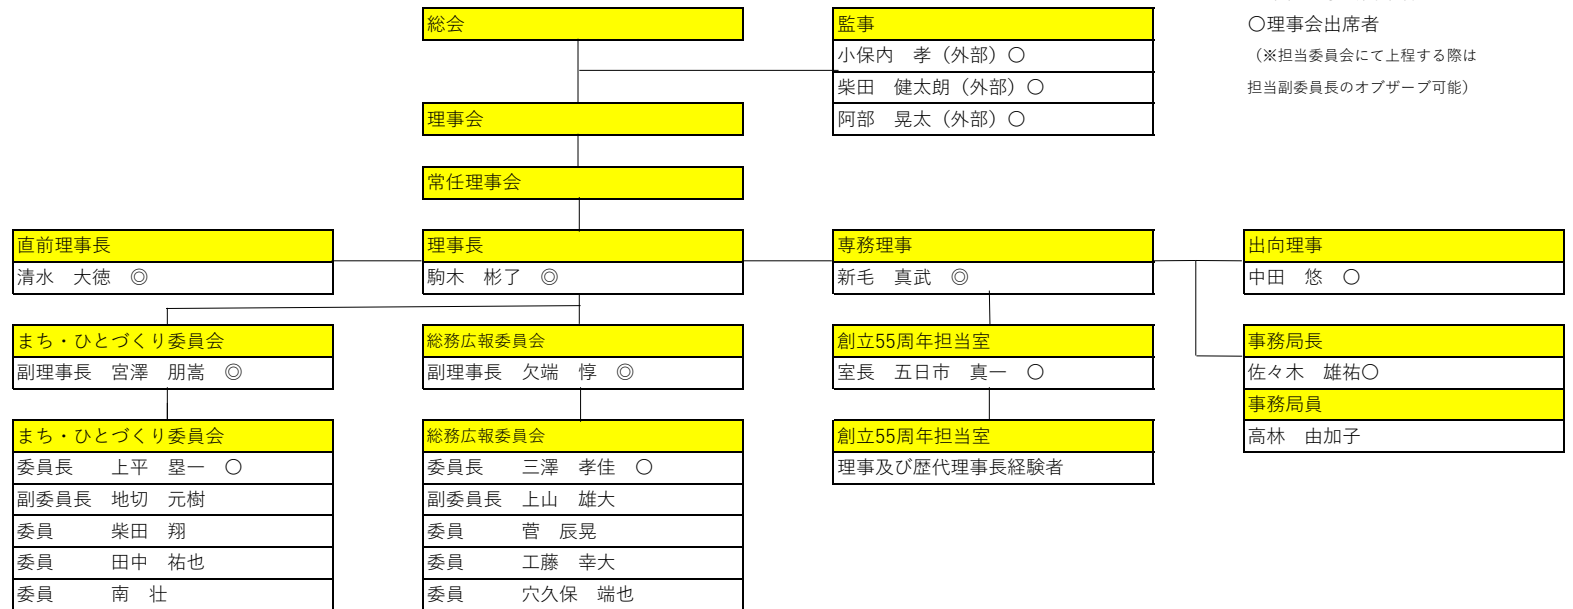 総会
監事
小保内　孝（外部）〇
柴田　健太朗（外部）〇
阿部　晃太（外部）〇
〇理事会出席者
（※担当委員会にて上程する際は
担当副委員長のオブザーブ可能）
理事会
常任理事会
直前理事長
清水　大徳　◎
理事長
駒木　彬了　◎
専務理事
新毛　真武　◎
出向理事
中田　悠　〇
まち・ひとづくり委員会
副理事長　宮澤　朋嵩　◎
総務広報委員会
副理事長　欠端　惇　◎
創立55周年担当室
室長　五日市　真一　〇
事務局長
佐々木　雄祐〇
事務局員
高林　由加子
まち・ひとづくり委員会
委員長　　上平　塁一　〇
副委員長　地切　元樹
委員　　　柴田　翔
委員　　　田中　祐也
委員　　　南　壮
総務広報委員会
委員長　　三澤　孝佳　〇
副委員長　上山　雄大
委員　　　菅　辰晃
委員　　　工藤　幸大
委員　　　穴久保　端也
創立55周年担当室
理事及び歴代理事長経験者